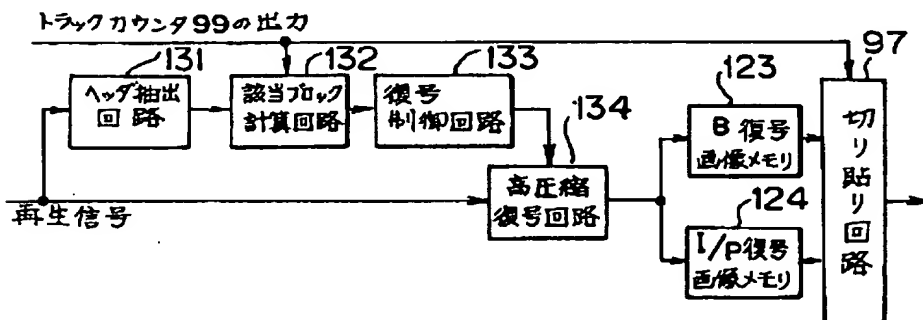 トラックカウンタ99の出力
131
132
133
97
ヘッダ抽出
回路
該当ブロック
計算回路
復号
制御回路
123
134
B 復号
画像メモリ
切り貼り回路
高圧縮
復号回路
再生信号
124
I/P復号
画像メモリ